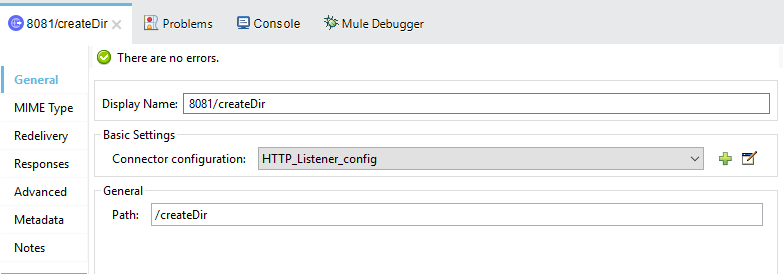 8081/createDir
Problems
Console
Mule Debugger
There are no errors.
General
MIME Type
Redelivery
Responses
Advanced
Metadata
Notes
Display Name: 8081/createDir
Basic Settings
Connector configuration: HTTP_Listener_config
General
Path: /createDir